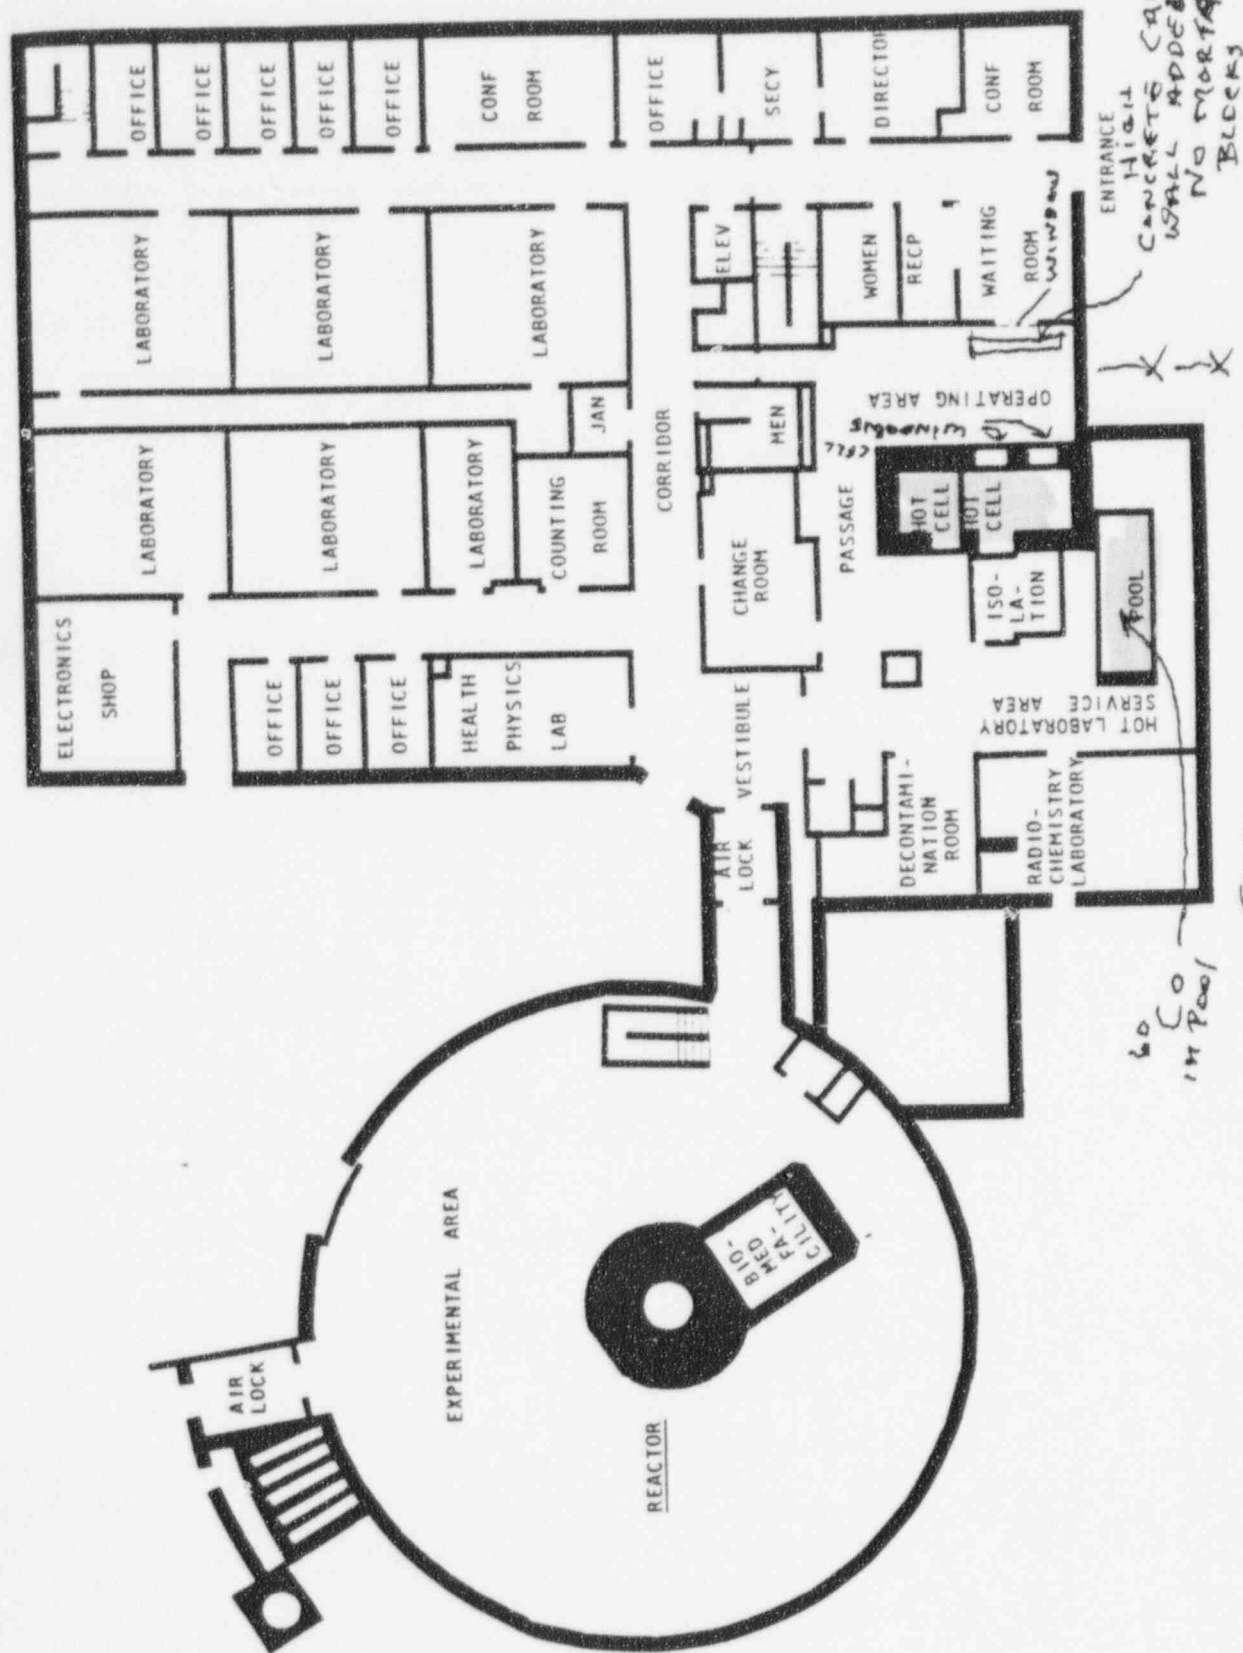 OFFICE
OFFICE
OFFICE
OFFICE
OFFICE
CONF
ROOM
OFFICE
SECY
DIRECTOR
CONF
ROOM
LABORATORY
LABORATORY
LABORATORY
ELEV
WOMEN
RECP
WAITING
ROOM
WINDOW
ENTRANCE
HIGH
CONCRETE
WALL ADDED
NO MORTAR
BLOCKS
LABORATORY
LABORATORY
LABORATORY
COUNTING
ROOM
JAN
CORRIDOR
MEN
OPERATING AREA
CELL
WINDOWS
ELECTRONICS
SHOP
OFFICE
OFFICE
OFFICE
HEALTH
PHYSICS
LAB
CHANGE
ROOM
PASSAGE
HOT
CELL
HOT
CELL
ISO-
LA-
TION
POOL
HOT LABORATORY
SERVICE AREA
VESTIBULE
AIR
LOCK
DECONTAMI-
NATION
ROOM
RADIO-
CHEMISTRY
LABORATORY
60
Co
IN POOL
AIR
LOCK
EXPERIMENTAL AREA
REACTOR
BIO-
MED
FA-
CILITY